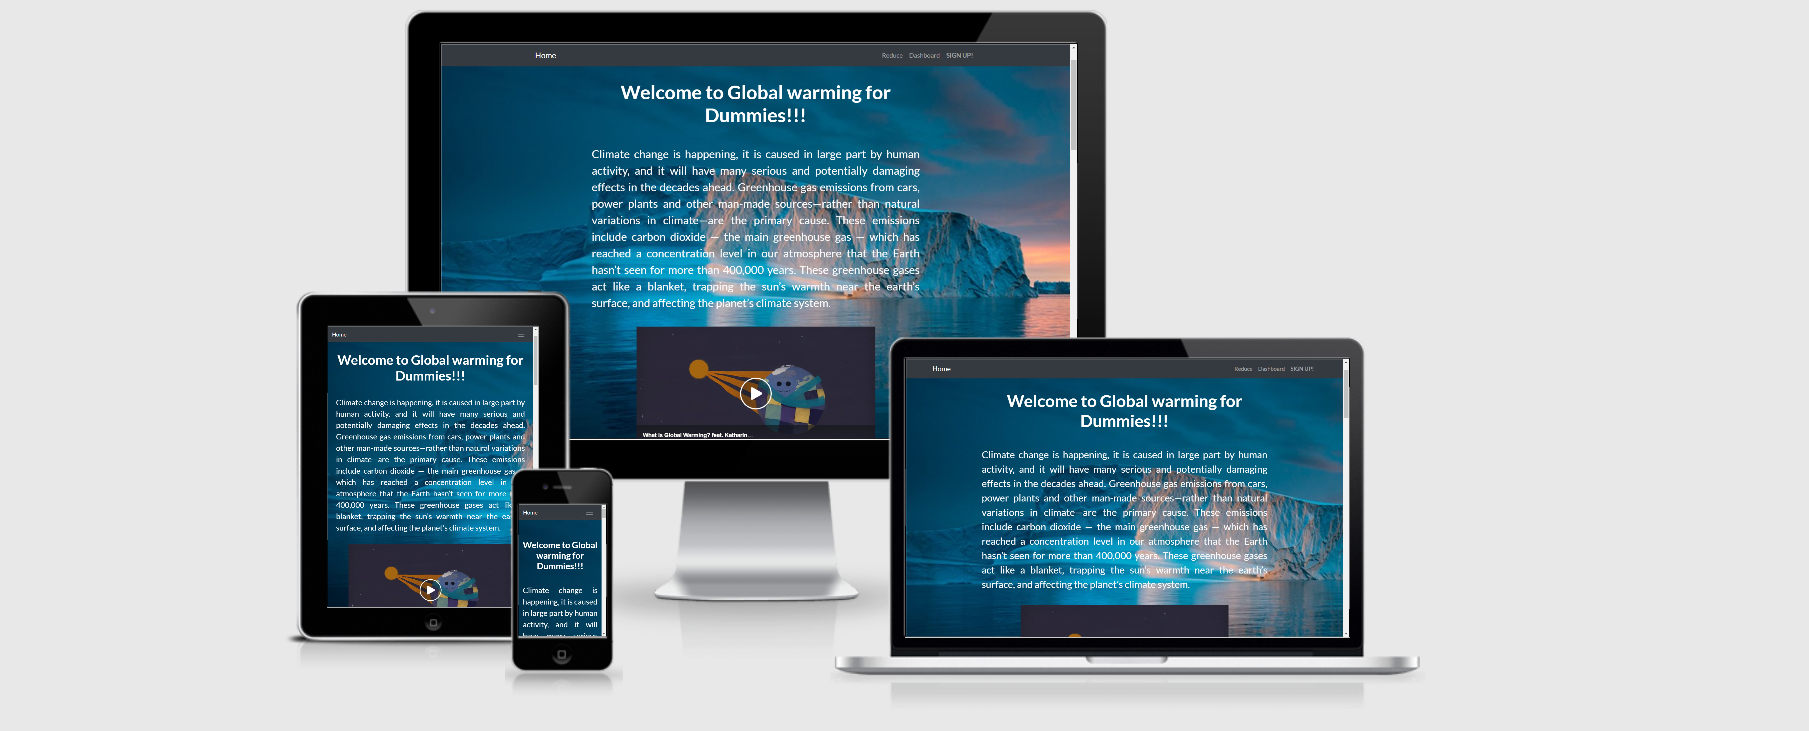 Home
Reduce Dashboard SIGN UP!
Welcome to Global warming for
Dummies!!!
Climate change is happening, it is caused in large part by human
activity, and it will have many serious and potentially damaging
effects in the decades ahead. Greenhouse gas emissions from cars,
power plants and other man-made sources—rather than natural
variations in climate—are the primary cause. These emissions
include carbon dioxide — the main greenhouse gas — which has
reached a concentration level in our atmosphere that the Earth
hasn't seen for more than 400,000 years. These greenhouse gases
act like a blanket, trapping the sun's warmth near the earth's
surface, and affecting the planet's climate system.
What is Global Warming? feat. Katharin...
Home
Welcome to Global warming for
Dummies!!!
Climate change is happening, it is caused in large part by
human activity, and it will have many serious and
potentially damaging effects in the decades ahead.
Greenhouse gas emissions from cars, power plants and
other man-made sources—rather than natural variations
in climate—are the primary cause. These emissions
include carbon dioxide — the main greenhouse gas
which has reached a concentration level in
atmosphere that the Earth hasn't seen for more
400,000 years. These greenhouse gases act
blanket, trapping the sun's warmth near the
surface, and affecting the planet's climate system.
Home
Welcome to Global
warming for
Dummies!!!
Climate change is
happening, it is caused
in large part by human
activity, and it will
have many serious
Home
Reduce Dashboard SIGN UP!
Welcome to Global warming for
Dummies!!!
Climate change is happening, it is caused in large part by human
activity, and it will have many serious and potentially damaging
effects in the decades ahead. Greenhouse gas emissions from cars,
power plants and other man-made sources—rather than natural
variations in climate—are the primary cause. These emissions
include carbon dioxide — the main greenhouse gas — which has
reached a concentration level in our atmosphere that the Earth
hasn't seen for more than 400,000 years. These greenhouse gases
act like a blanket, trapping the sun's warmth near the earth's
surface, and affecting the planet's climate system.